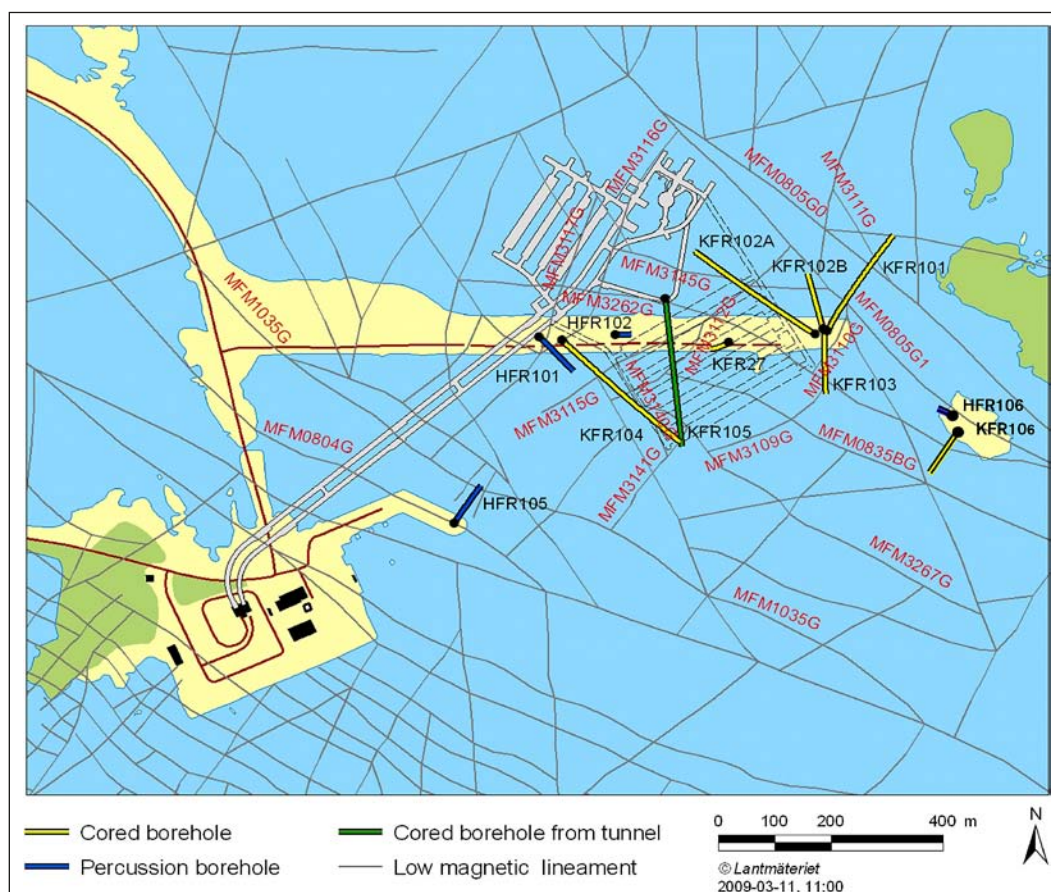 MFM3116G
MFM0805G0
MFM3111G
MFM3117G
KFR102A
KFR102B
KFR101
MFM3145G
MFM1035G
MFM3262G
HFR102
MFM3112G
MFM0805G1
MFM3110G
KFR27
HFR101
KFR103
MFM3115G
HFR106
MFM0804G
KFR104
KFR105
KFR106
MFM3109G
MFM0835BG
MFM3141G
HFR105
MFM3267G
MFM1035G
Cored borehole
Cored borehole from tunnel
Percussion borehole
Low magnetic lineament
0 100 200 400 m
N
© Lantmäteriet
2009-03-11, 11:00